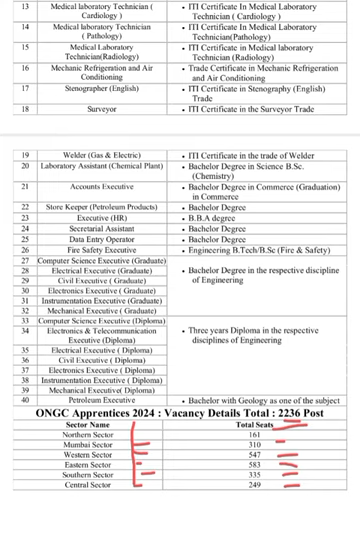 13 Medical laboratory Technician ( • ITI Certificate In Medical Laboratory
Cardiology ) Technician ( Cardiology )
14 Medical laboratory Technician • ITI Certificate In Medical Laboratory
( Pathology) Technician(Pathology)
15 Medical Laboratory • ITI Certificate in Medical laboratory
Technician(Radiology) Technician (Radiology)
16 Mechanic Refrigeration and Air • Trade Certificate in Mechanic Refrigeration
Conditioning and Air Conditioning
17 Stenographer (English) • ITI Certificate in Stenography (English)
Trade
18 Surveyor • ITI Certificate in the Surveyor Trade
19 Welder (Gas & Electric) • ITI Certificate in the trade of Welder
20 Laboratory Assistant (Chemical Plant) • Bachelor Degree in Science B.Sc.
(Chemistry)
21 Accounts Executive • Bachelor Degree in Commerce (Graduation)
in Commerce
22 Store Keeper (Petroleum Products) • Bachelor Degree
23 Executive (HR) • B.B.A degree
24 Secretarial Assistant • Bachelor Degree
25 Data Entry Operator • Bachelor Degree
26 Fire Safety Executive • Engineering B.Tech/B.Sc (Fire & Safety)
27 Computer Science Executive (Graduate)
28 Electrical Executive (Graduate) • Bachelor Degree in the respective discipline
29 Civil Executive ( Graduate) of Engineering
30 Electronics Executive ( Graduate)
31 Instrumentation Executive ( Graduate)
32 Mechanical Executive ( Graduate)
33 Computer Science Executive (Diploma)
34 Electronics & Telecommunication • Three years Diploma in the respective
Executive (Diploma) disciplines of Engineering
35 Electrical Executive ( Diploma)
36 Civil Executive ( Diploma)
37 Electronics Executive ( Diploma)
38 Instrumentation Executive ( Diploma)
39 Mechanical Executive( Diploma)
40 Petroleum Executive • Bachelor with Geology as one of the subject
ONGC Apprentices 2024 : Vacancy Details Total : 2236 Post
Sector Name Total Seats
Northern Sector 161
Mumbai Sector 310
Western Sector 547
Eastern Sector 583
Southern Sector 335
Central Sector 249